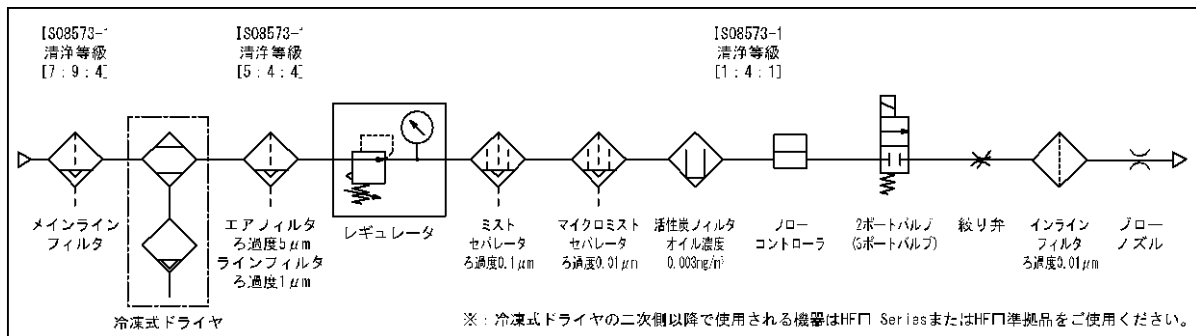 ISO8573-1
清浄等級
[7：9：4]
ISO8573-1
清浄等級
[5：4：4]
ISO8573-1
清浄等級
[1：4：1]
メインライン
フィルタ
冷凍式ドライヤ
エアフィルタ
ろ過度5μm
ラインフィルタ
ろ過度1μm
レギュレータ
ミスト
セパレータ
ろ過度0.1μm
マイクロミスト
セパレータ
ろ過度0.01μm
活性炭フィルタ
オイル濃度
0.003mg/m³
フロー
コントローラ
2ポートバルブ
(3ポートバルブ)
絞り弁
インライン
フィルタ
ろ過度0.01μm
ブロー
ノズル
※：冷凍式ドライヤの二次側以降で使用される機器はHF□ SeriesまたはHF□準拠品をご使用ください。